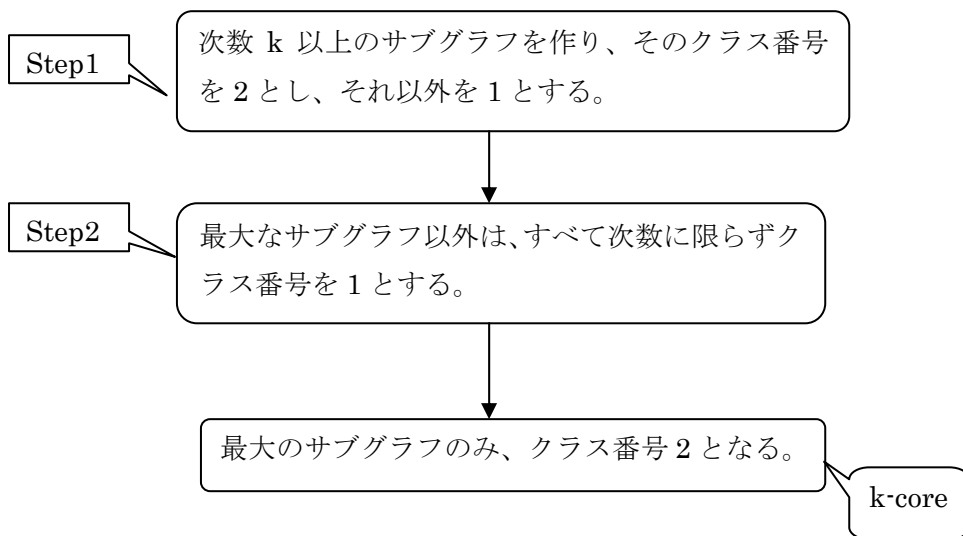 Step1
次数 k 以上のサブグラフを作り、そのクラス番号
を 2 とし、それ以外を 1 とする。
Step2
最大なサブグラフ以外は、すべて次数に限らずク
ラス番号を 1 とする。
最大のサブグラフのみ、クラス番号 2 となる。
k-core